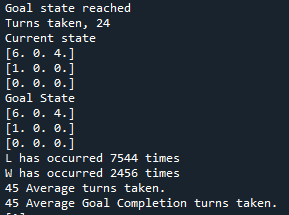 Goal state reached
Turns taken, 24
Current state
[6. 0. 4.]
[1. 0. 0.]
[0. 0. 0.]
Goal State
[6. 0. 4.]
[1. 0. 0.]
[0. 0. 0.]
L has occurred 7544 times
W has occurred 2456 times
45 Average turns taken.
45 Average Goal Completion turns taken.